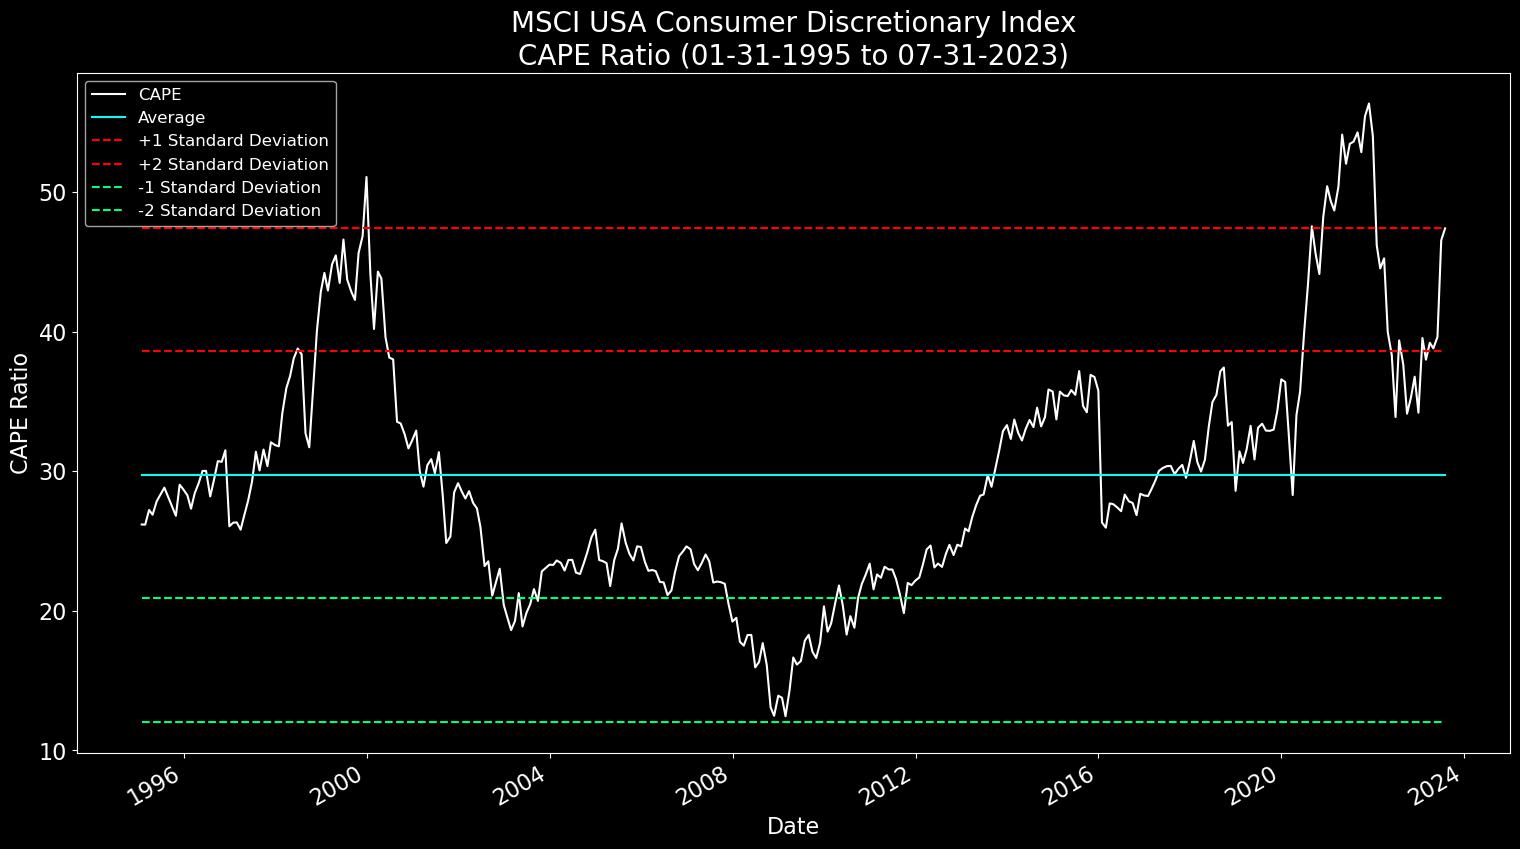 MSCI USA Consumer Discretionary Index
CAPE Ratio (01-31-1995 to 07-31-2023)
CAPE
Average
+1 Standard Deviation
+2 Standard Deviation
-1 Standard Deviation
-2 Standard Deviation
CAPE Ratio
50
40
30
20
10
1996
2000
2004
2008
2012
2016
2020
2024
Date